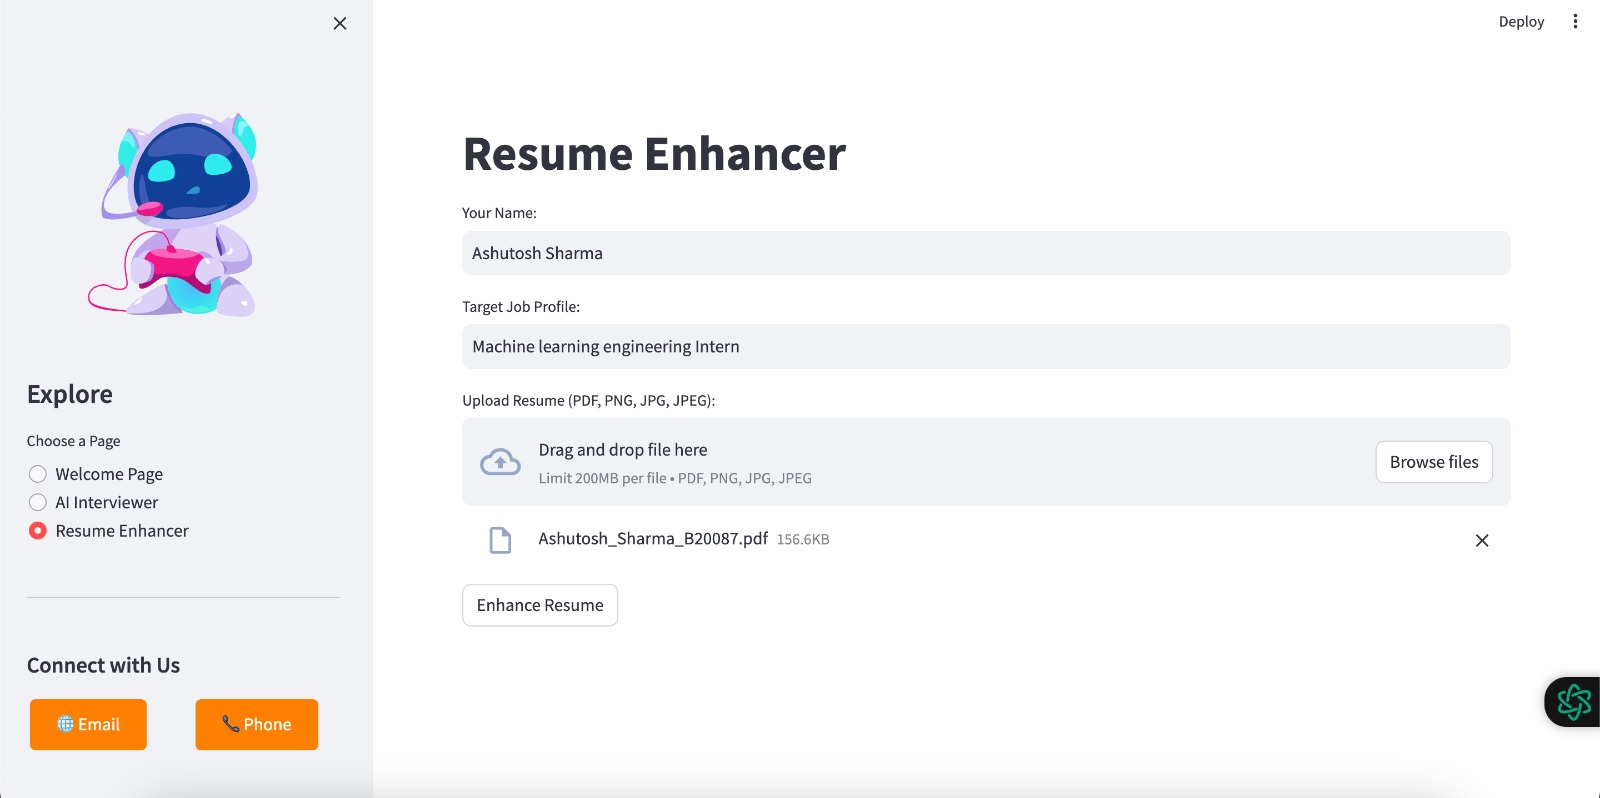 Deploy
Explore
Choose a Page
Welcome Page
AI Interviewer
Resume Enhancer
Connect with Us
Email
Phone
Resume Enhancer
Your Name:
Ashutosh Sharma
Target Job Profile:
Machine learning engineering Intern
Upload Resume (PDF, PNG, JPG, JPEG):
Drag and drop file here
Limit 200MB per file • PDF, PNG, JPG, JPEG
Browse files
Ashutosh_Sharma_B20087.pdf 156.6KB
Enhance Resume